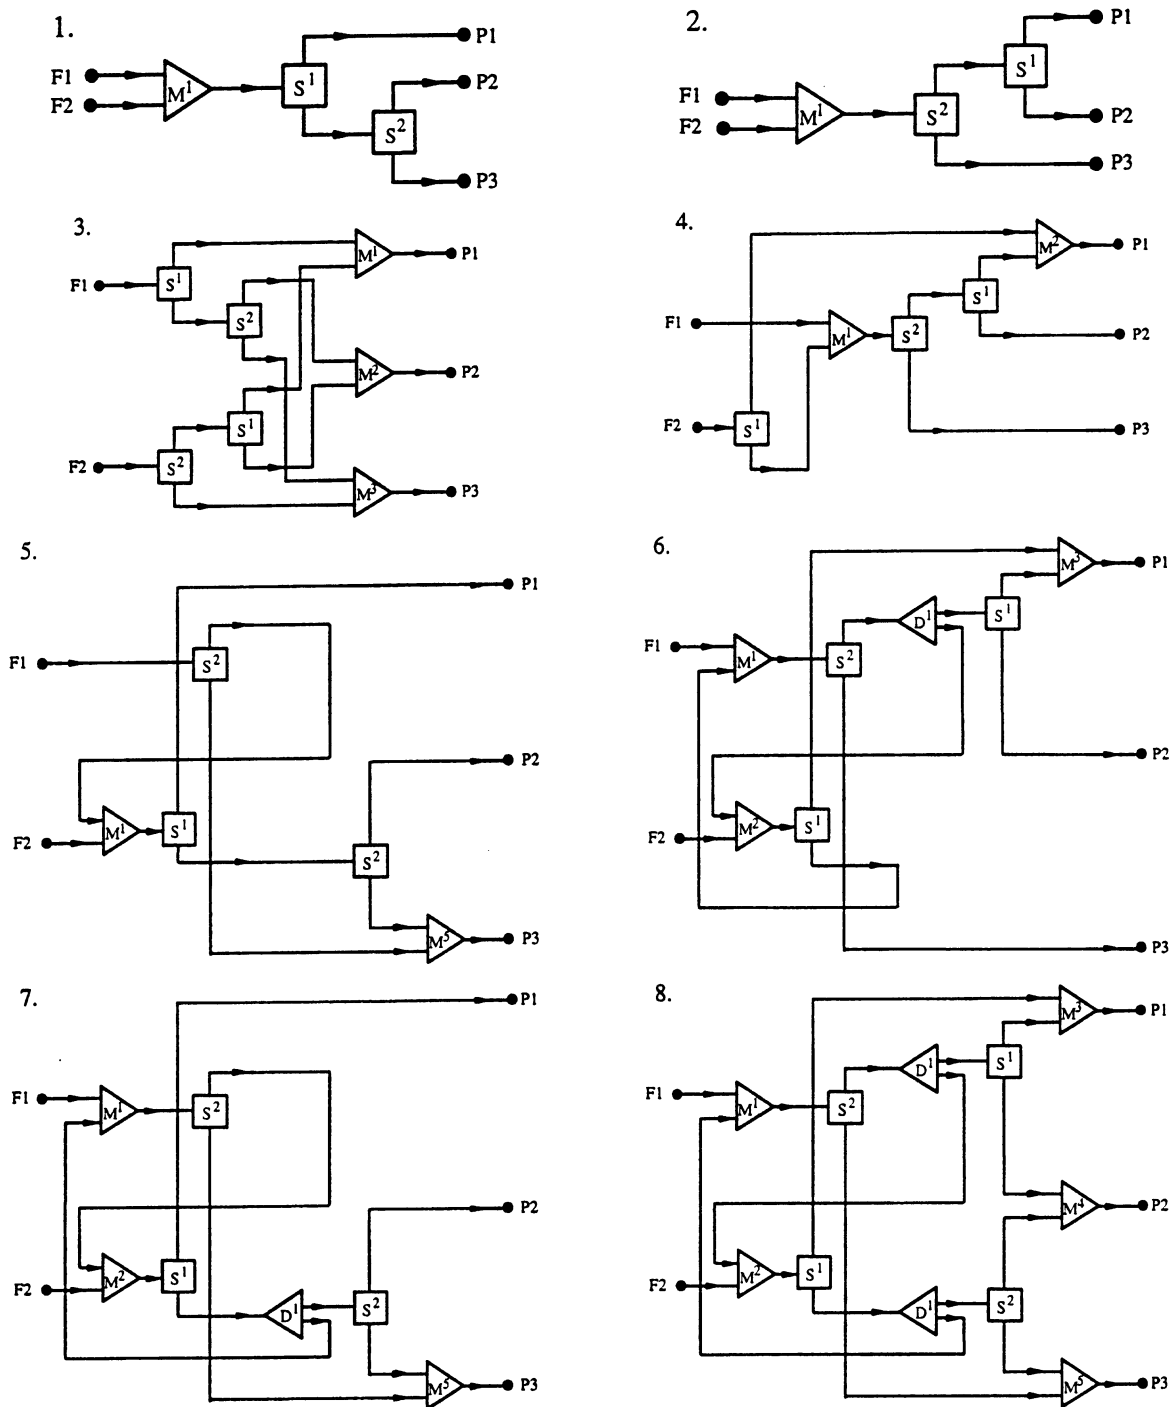 1.
F1
F2
M¹
S¹
S²
P1
P2
P3
2.
F1
F2
M¹
S²
S¹
P1
P2
P3
3.
F1
S¹
S²
F2
S²
S¹
M¹
M²
M³
P1
P2
P3
4.
F1
F2
S¹
M¹
S²
S¹
M²
P1
P2
P3
5.
F1
S²
F2
M¹
S¹
S²
M⁵
P1
P2
P3
6.
F1
M¹
S²
D¹
S¹
M³
F2
M²
S¹
P1
P2
P3
7.
F1
M¹
S²
F2
M²
S¹
D¹
S²
M⁵
P1
P2
P3
8.
F1
M¹
S²
D¹
S¹
M³
F2
M²
S¹
D¹
S²
M⁴
M⁵
P1
P2
P3